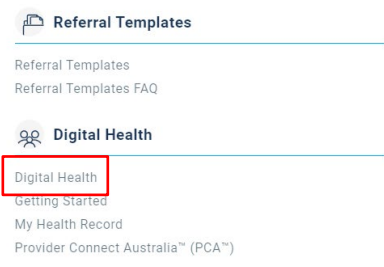 Referral Templates
Referral Templates
Referral Templates FAQ
Digital Health
Digital Health
Getting Started
My Health Record
Provider Connect Australia™ (PCA™)